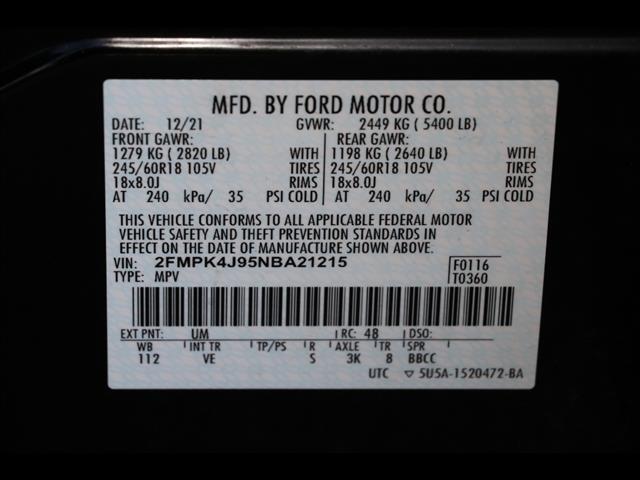 MFD. BY FORD MOTOR CO.
DATE: 12/21 GVWR: 2449 KG ( 5400 LB)
FRONT GAWR: REAR GAWR:
1279 KG ( 2820 LB) WITH 1198 KG ( 2640 LB) WITH
245/60R18 105V TIRES 245/60R18 105V TIRES
18x8.0J RIMS 18x8.0J RIMS
AT 240 kPa/ 35 PSI COLD AT 240 kPa/ 35 PSI COLD
THIS VEHICLE CONFORMS TO ALL APPLICABLE FEDERAL MOTOR
VEHICLE SAFETY AND THEFT PREVENTION STANDARDS IN
EFFECT ON THE DATE OF MANUFACTURE SHOWN ABOVE.
VIN: 2FMPK4J95NBA21215 F0116
TYPE: MPV T0360
EXT PNT: UM RC: 48 DSO:
WB INT TR TP/PS R AXLE TR SPR
112 VE S 3K 8 BBCC
UTC ▽ 5U5A-1520472-BA